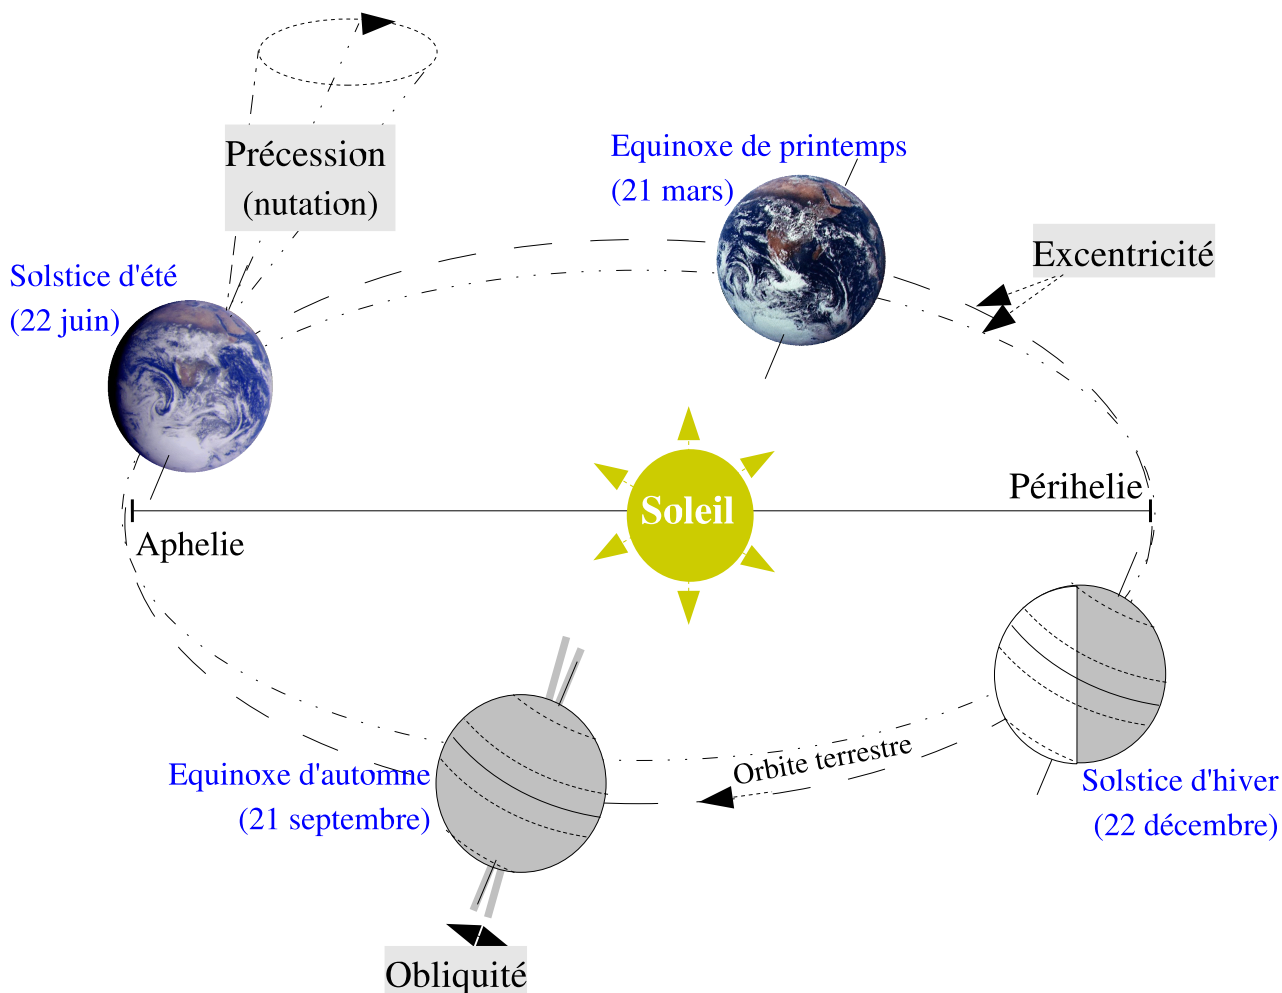 Précession
(nutation)
Equinoxe de printemps
(21 mars)
Excentricité
Solstice d'été
(22 juin)
Périhelie
Soleil
Aphelie
Orbite terrestre
Equinoxe d'automne
(21 septembre)
Solstice d'hiver
(22 décembre)
Obliquité